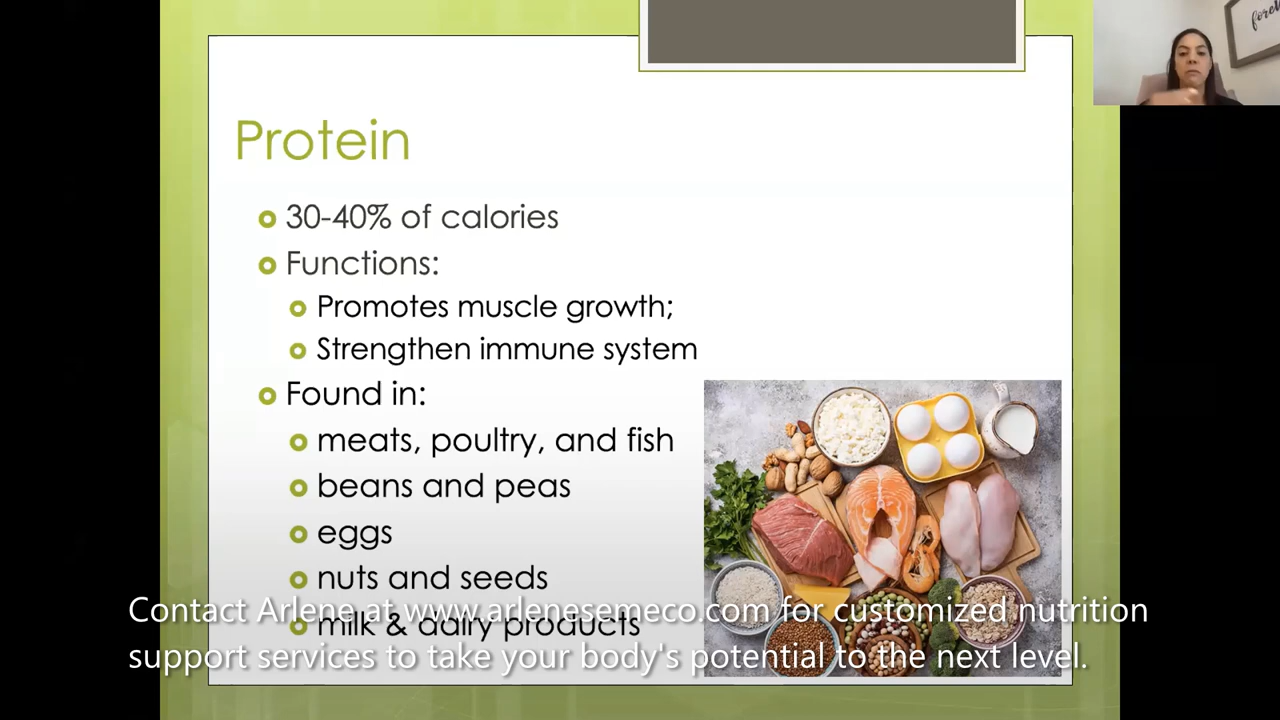 Protein
30-40% of calories
Functions:
Promotes muscle growth;
Strengthen immune system
Found in:
meats, poultry, and fish
beans and peas
eggs
nuts and seeds
milk & dairy products
Contact Arlene at www.arlenesemeco.com for customized nutrition
support services to take your body's potential to the next level.